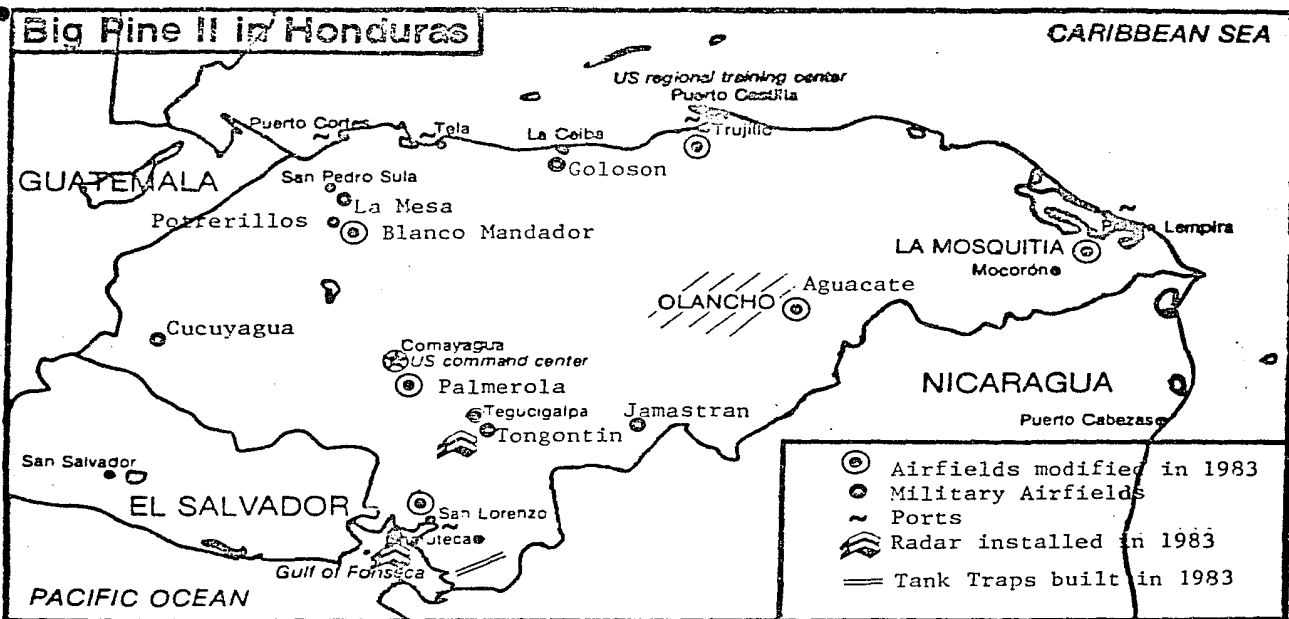 Big Pine II in Honduras
CARIBBEAN SEA
US regional training center
Puerto Castilla
Puerto Cortes
Tela
La Ceiba
Trujillo
Goloson
GUATEMALA
San Pedro Sula
La Mesa
Potrerillos
Blanco Mandador
Lempira
LA MOSQUITIA
Mocorón
OLANCHO
Aguacate
Cucuyagua
Comayagua
US command center
Palmerola
NICARAGUA
Tegucigalpa
Jamastran
Tongontin
Puerto Cabezas
San Salvador
EL SALVADOR
San Lorenzo
Gulf of Fonseca
PACIFIC OCEAN
Airfields modified in 1983
Military Airfields
~ Ports
Radar installed in 1983
Tank Traps built in 1983